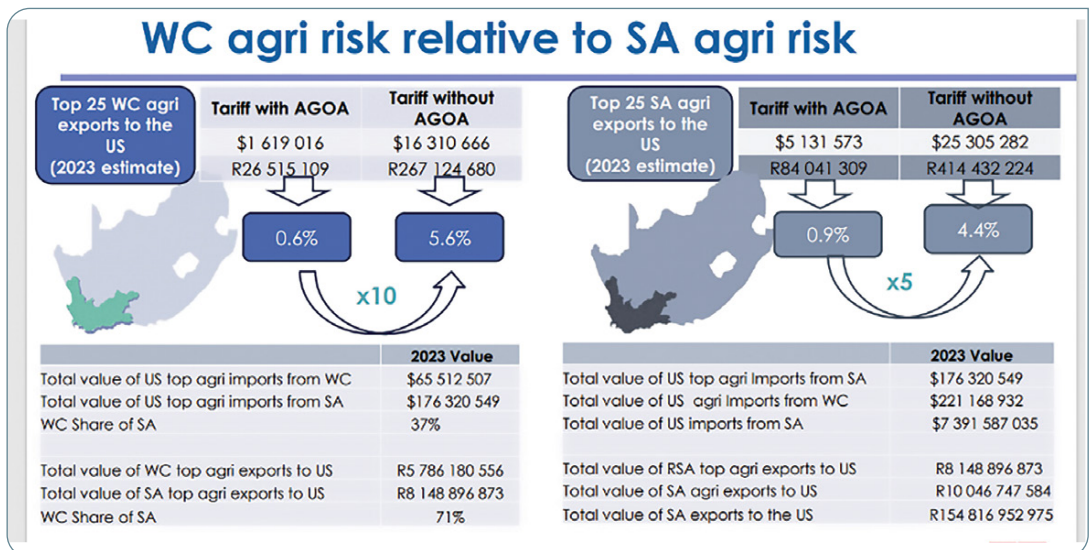 WC agri risk relative to SA agri risk
Top 25 WC agri
exports to the
US
(2023 estimate)
Tariff with AGOA
Tariff without
AGOA
$1 619 016
$16 310 666
R26 515 109
R267 124 680
0.6%
5.6%
x10
2023 Value
Total value of US top agri imports from WC
$65 512 507
Total value of US top agri imports from SA
$176 320 549
WC Share of SA
37%
Total value of WC top agri exports to US
R5 786 180 556
Total value of SA top agri exports to US
R8 148 896 873
WC Share of SA
71%
Top 25 SA agri
exports to the
US
(2023 estimate)
Tariff with AGOA
Tariff without
AGOA
$5 131 573
$25 305 282
R84 041 309
R414 432 224
0.9%
4.4%
x5
2023 Value
Total value of US top agri Imports from SA
$176 320 549
Total value of US agri Imports from WC
$221 168 932
Total value of US imports from SA
$7 391 587 035
Total value of RSA top agri exports to US
R8 148 896 873
Total value of SA agri exports to US
R10 046 747 584
Total value of SA exports to the US
R154 816 952 975